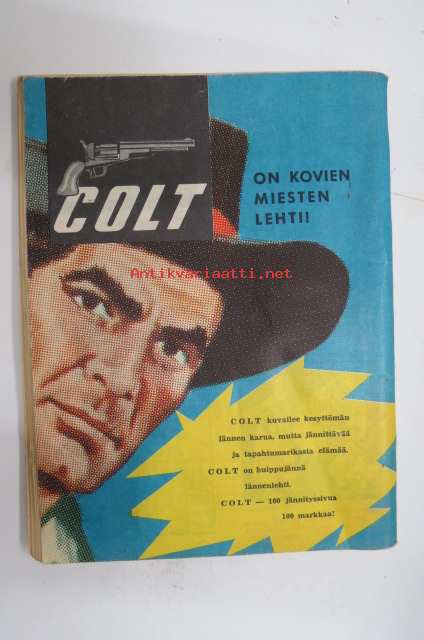 COLT
ON KOVIEN
MIESTEN
LEHTI!
Antikvariaatti.net
COLT kuvailee kesyttömän
lännen karua, mutta jännittävää
ja tapahtumarikasta elämää.
COLT on huippujännä
lännenlehti.
COLT — 100 jännityssivua
100 markkaa!